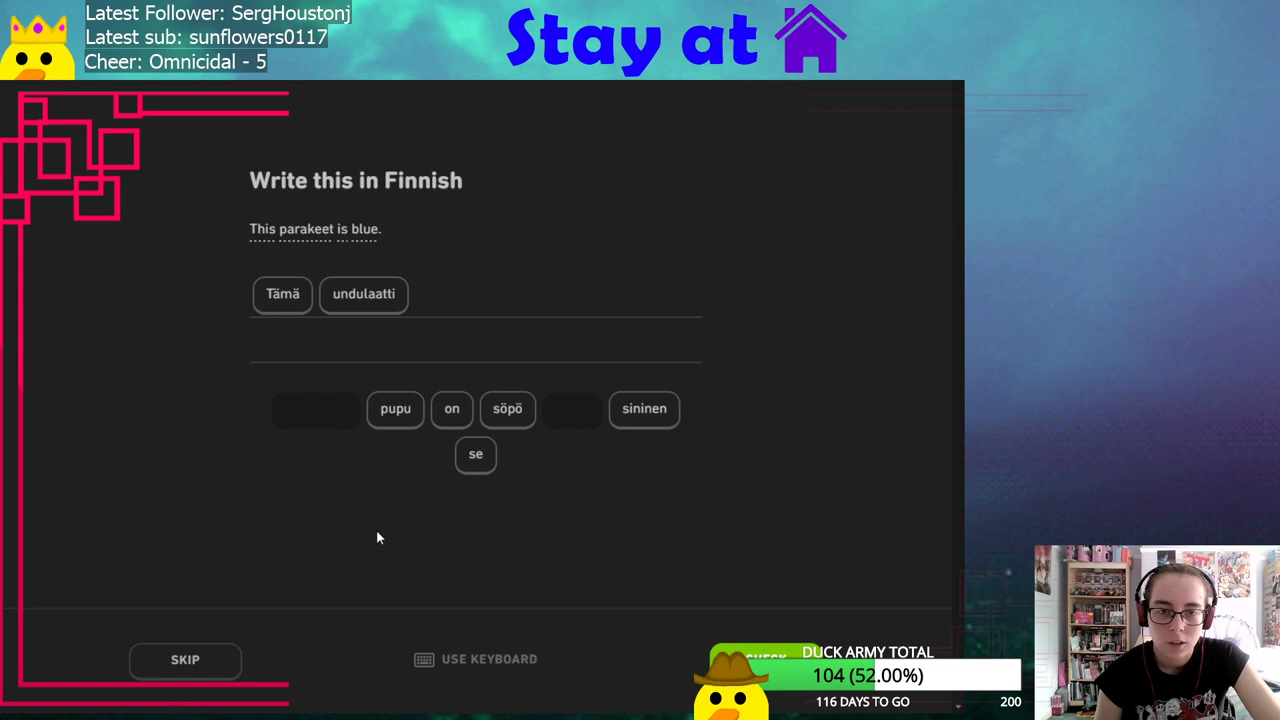 Latest Follower: SergHoustonj
Latest sub: sunflowers0117
Cheer: Omnicidal - 5
Stay at
Write this in Finnish
This parakeet is blue.
Tämä undulaatti
pupu on söpö sininen
se
SKIP
USE KEYBOARD
CHECK
DUCK ARMY TOTAL
104 (52.00%)
116 DAYS TO GO 200